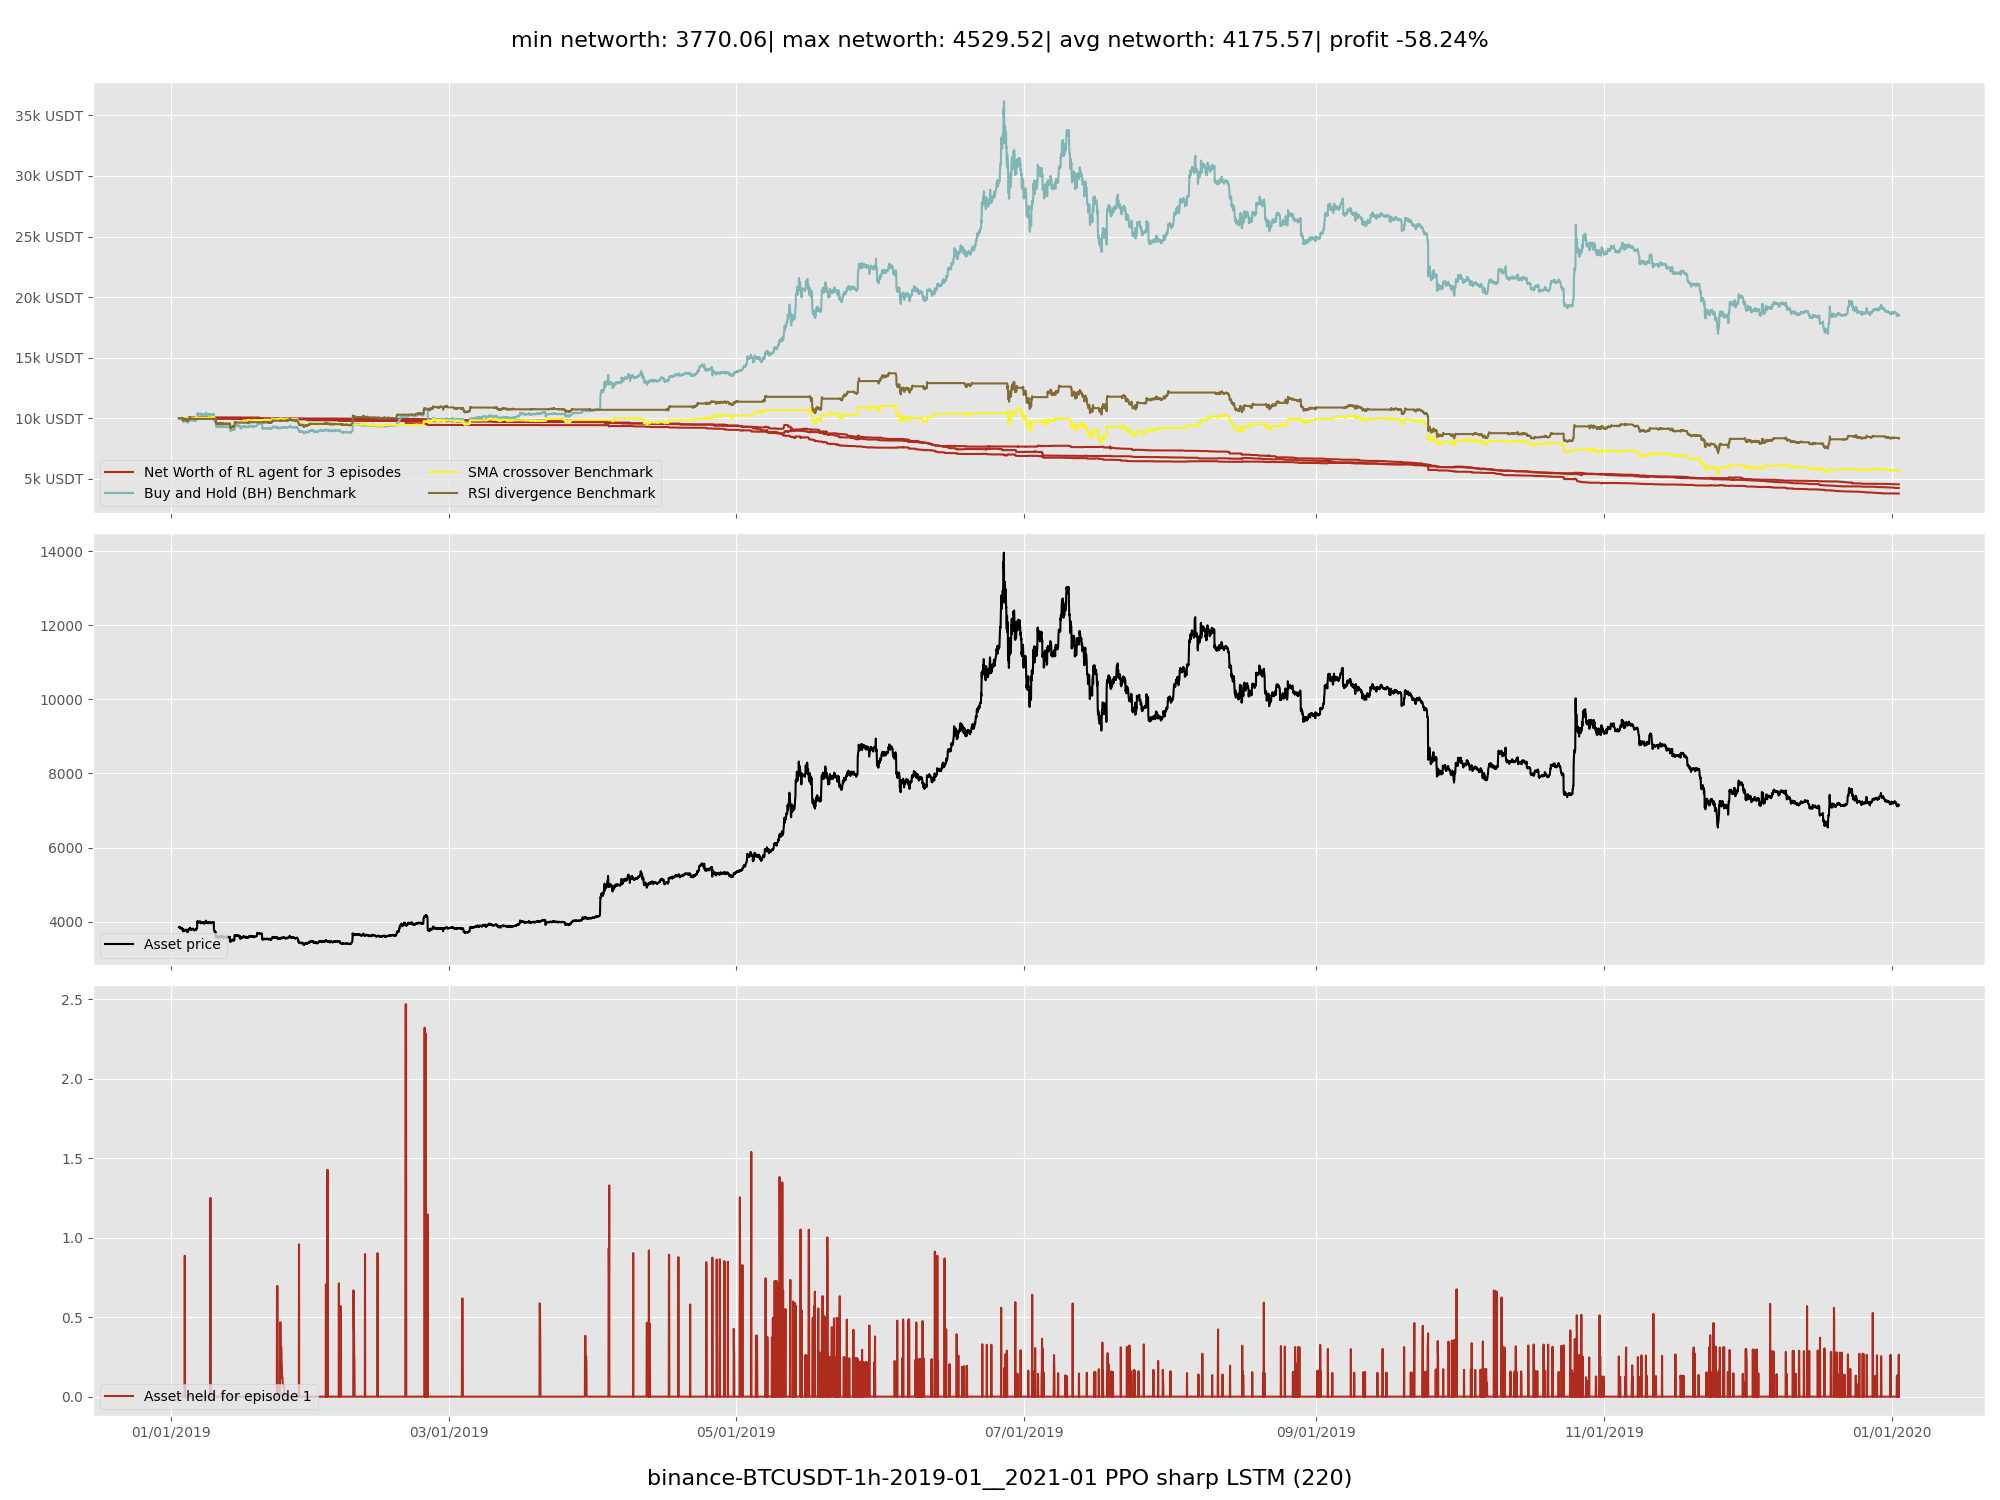 min networth: 3770.06| max networth: 4529.52| avg networth: 4175.57| profit -58.24%
35k USDT
30k USDT
25k USDT
20k USDT
15k USDT
10k USDT
5k USDT
Net Worth of RL agent for 3 episodes
Buy and Hold (BH) Benchmark
SMA crossover Benchmark
RSI divergence Benchmark
14000
12000
10000
8000
6000
4000
Asset price
2.5
2.0
1.5
1.0
0.5
0.0
Asset held for episode 1
01/01/2019
03/01/2019
05/01/2019
07/01/2019
09/01/2019
11/01/2019
01/01/2020
binance-BTCUSDT-1h-2019-01__2021-01 PPO sharp LSTM (220)